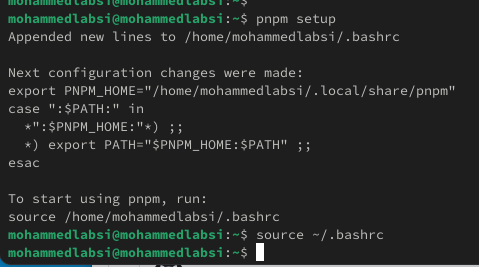 mohammedlabsi@mohammedlabsi:~$
mohammedlabsi@mohammedlabsi:~$ pnpm setup
Appended new lines to /home/mohammedlabsi/.bashrc

Next configuration changes were made:
export PNPM_HOME="/home/mohammedlabsi/.local/share/pnpm"
case ":$PATH:" in
  *":$PNPM_HOME:"*) ;;
  *) export PATH="$PNPM_HOME:$PATH" ;;
esac

To start using pnpm, run:
source /home/mohammedlabsi/.bashrc
mohammedlabsi@mohammedlabsi:~$ source ~/.bashrc
mohammedlabsi@mohammedlabsi:~$